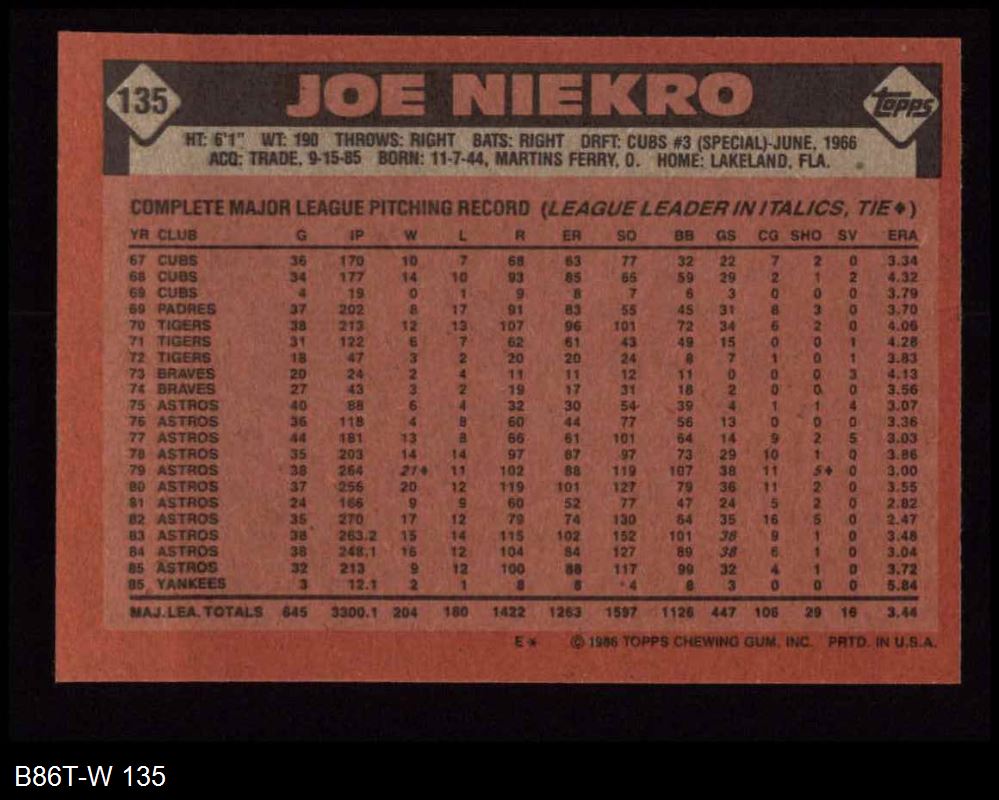 135 JOE NIEKRO Topps
HT: 6'1" WT: 190 THROWS: RIGHT BATS: RIGHT DRFT: CUBS #3 (SPECIAL)-JUNE, 1966
ACQ: TRADE, 9-15-85 BORN: 11-7-44, MARTINS FERRY, O. HOME: LAKELAND, FLA.
COMPLETE MAJOR LEAGUE PITCHING RECORD (LEAGUE LEADER IN ITALICS, TIE♦)
YR CLUB G IP W L R ER SO BB GS CG SHO SV ERA
67 CUBS 36 170 10 7 68 63 77 32 22 7 2 0 3.34
68 CUBS 34 177 14 10 93 85 65 59 29 2 1 2 4.32
69 CUBS 4 19 0 1 9 8 7 6 3 0 0 0 3.79
69 PADRES 37 202 8 17 91 83 55 45 31 8 3 0 3.70
70 TIGERS 38 213 12 13 107 96 101 72 34 6 2 0 4.06
71 TIGERS 31 122 6 7 62 61 43 49 15 0 0 1 4.28
72 TIGERS 18 47 3 2 20 20 24 8 7 1 0 1 3.83
73 BRAVES 20 24 2 4 11 11 12 11 0 0 0 3 4.13
74 BRAVES 27 43 3 2 19 17 31 18 2 0 0 0 3.56
75 ASTROS 40 88 6 4 32 30 54 39 4 1 1 4 3.07
76 ASTROS 36 118 4 8 60 44 77 56 13 0 0 0 3.36
77 ASTROS 44 181 13 8 66 61 101 64 14 9 2 5 3.03
78 ASTROS 35 203 14 14 97 87 97 73 29 10 1 0 3.86
79 ASTROS 38 264 21♦ 11 102 88 119 107 38 11 5♦ 0 3.00
80 ASTROS 37 256 20 12 119 101 127 79 36 11 2 0 3.55
81 ASTROS 24 166 9 9 60 52 77 47 24 5 2 0 2.82
82 ASTROS 35 270 17 12 79 74 130 64 35 16 5 0 2.47
83 ASTROS 38 263.2 15 14 115 102 152 101 38 9 1 0 3.48
84 ASTROS 38 248.1 16 12 104 84 127 89 38 6 1 0 3.04
85 ASTROS 32 213 9 12 100 88 117 99 32 4 1 0 3.72
85 YANKEES 3 12.1 2 1 8 8 4 8 3 0 0 0 5.84
MAJ.LEA. TOTALS 645 3300.1 204 180 1422 1263 1597 1126 447 106 29 16 3.44
E* © 1986 TOPPS CHEWING GUM, INC. PRTD. IN U.S.A.
B86T-W 135